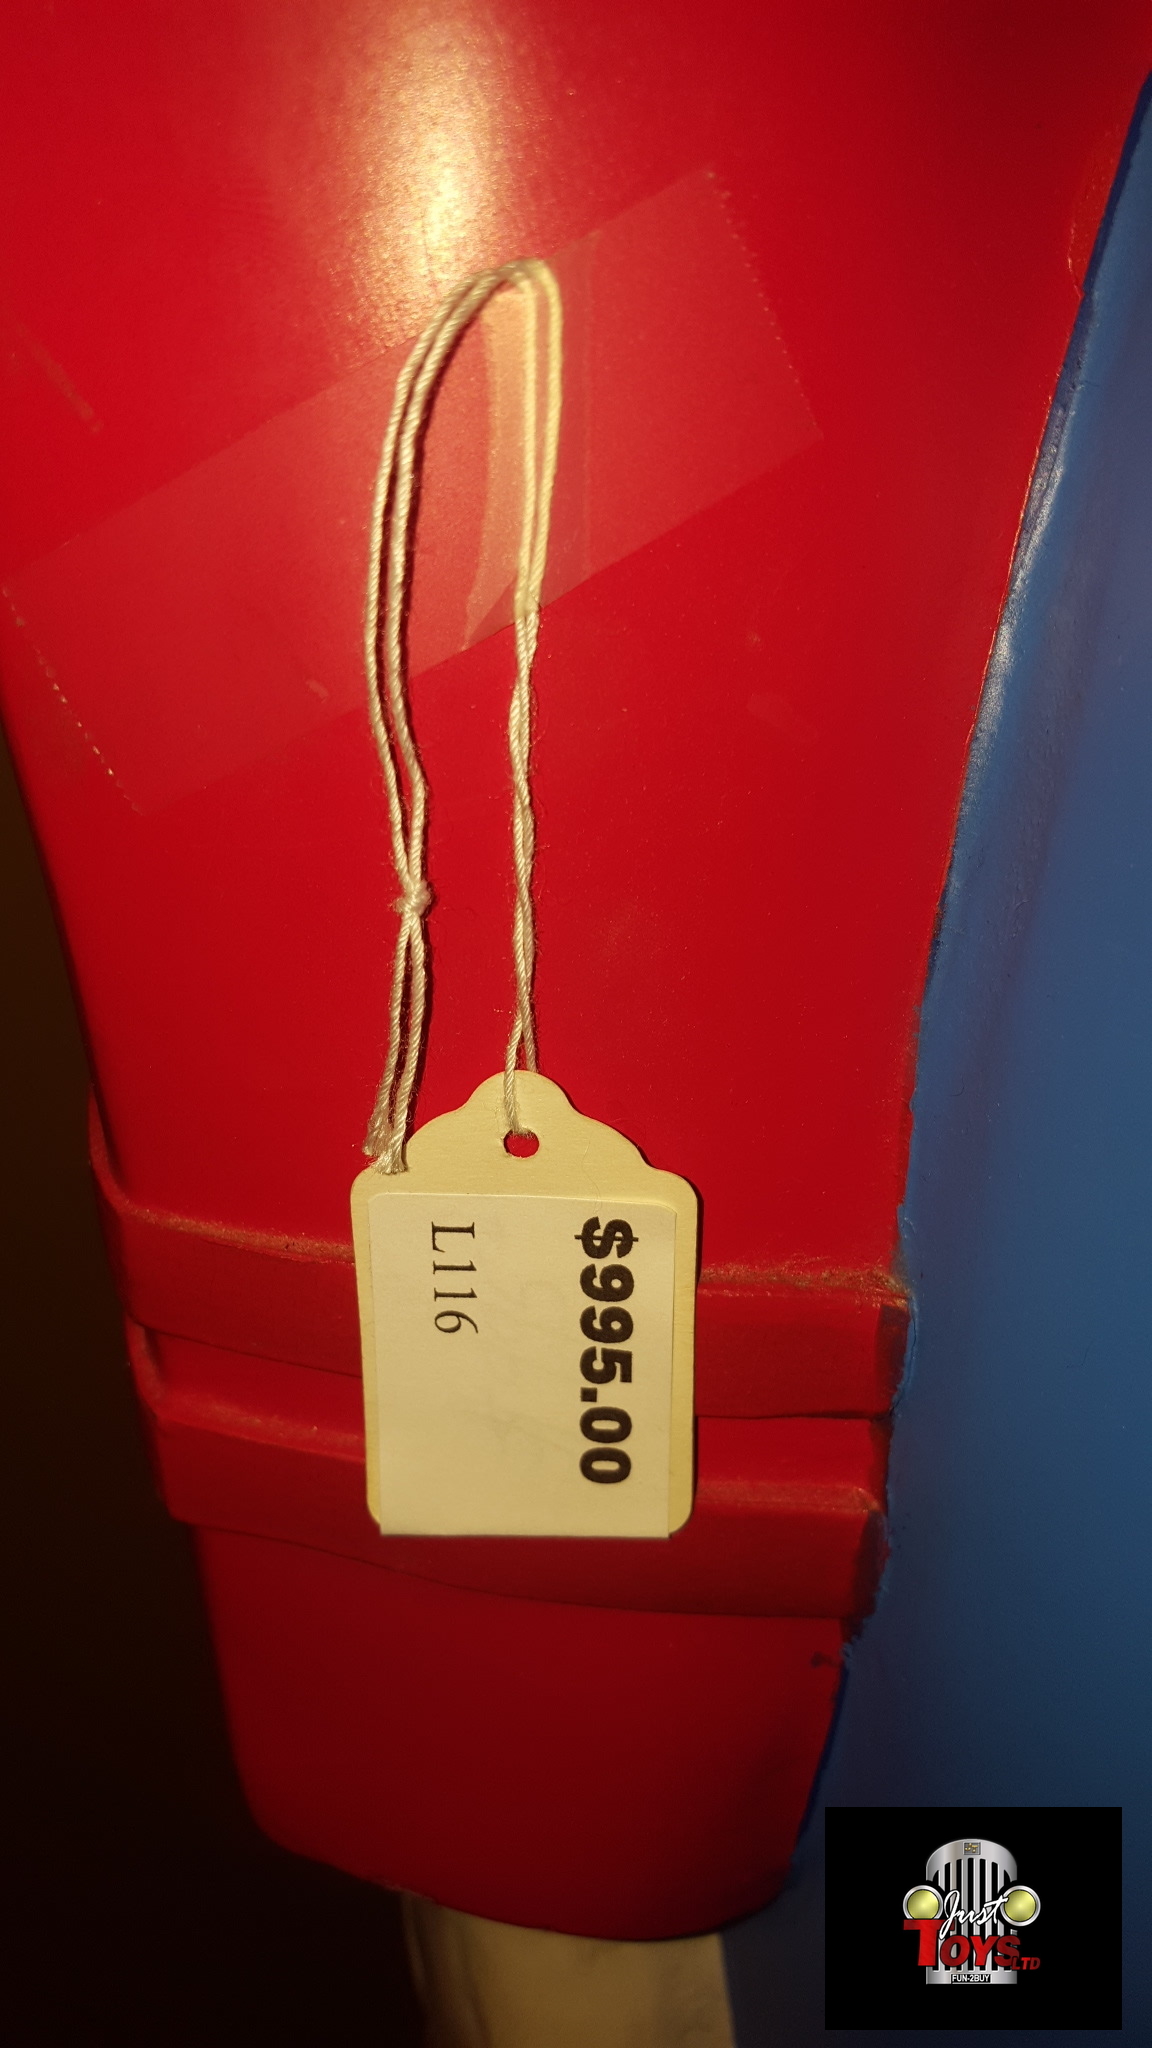 $995.00
L116
Just
TOYS LTD
FUN-2BUY